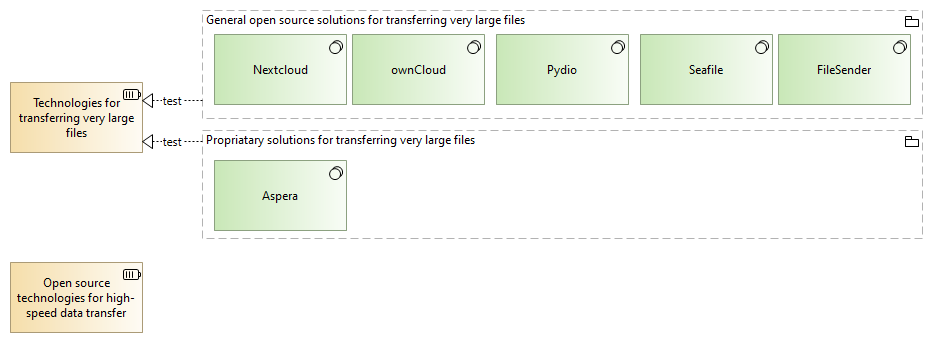 General open source solutions for transferring very large files
Nextcloud
ownCloud
Pydio
Seafile
FileSender
Technologies for
transferring very large
files
test
test
Propriatary solutions for transferring very large files
Aspera
Open source
technologies for high-
speed data transfer